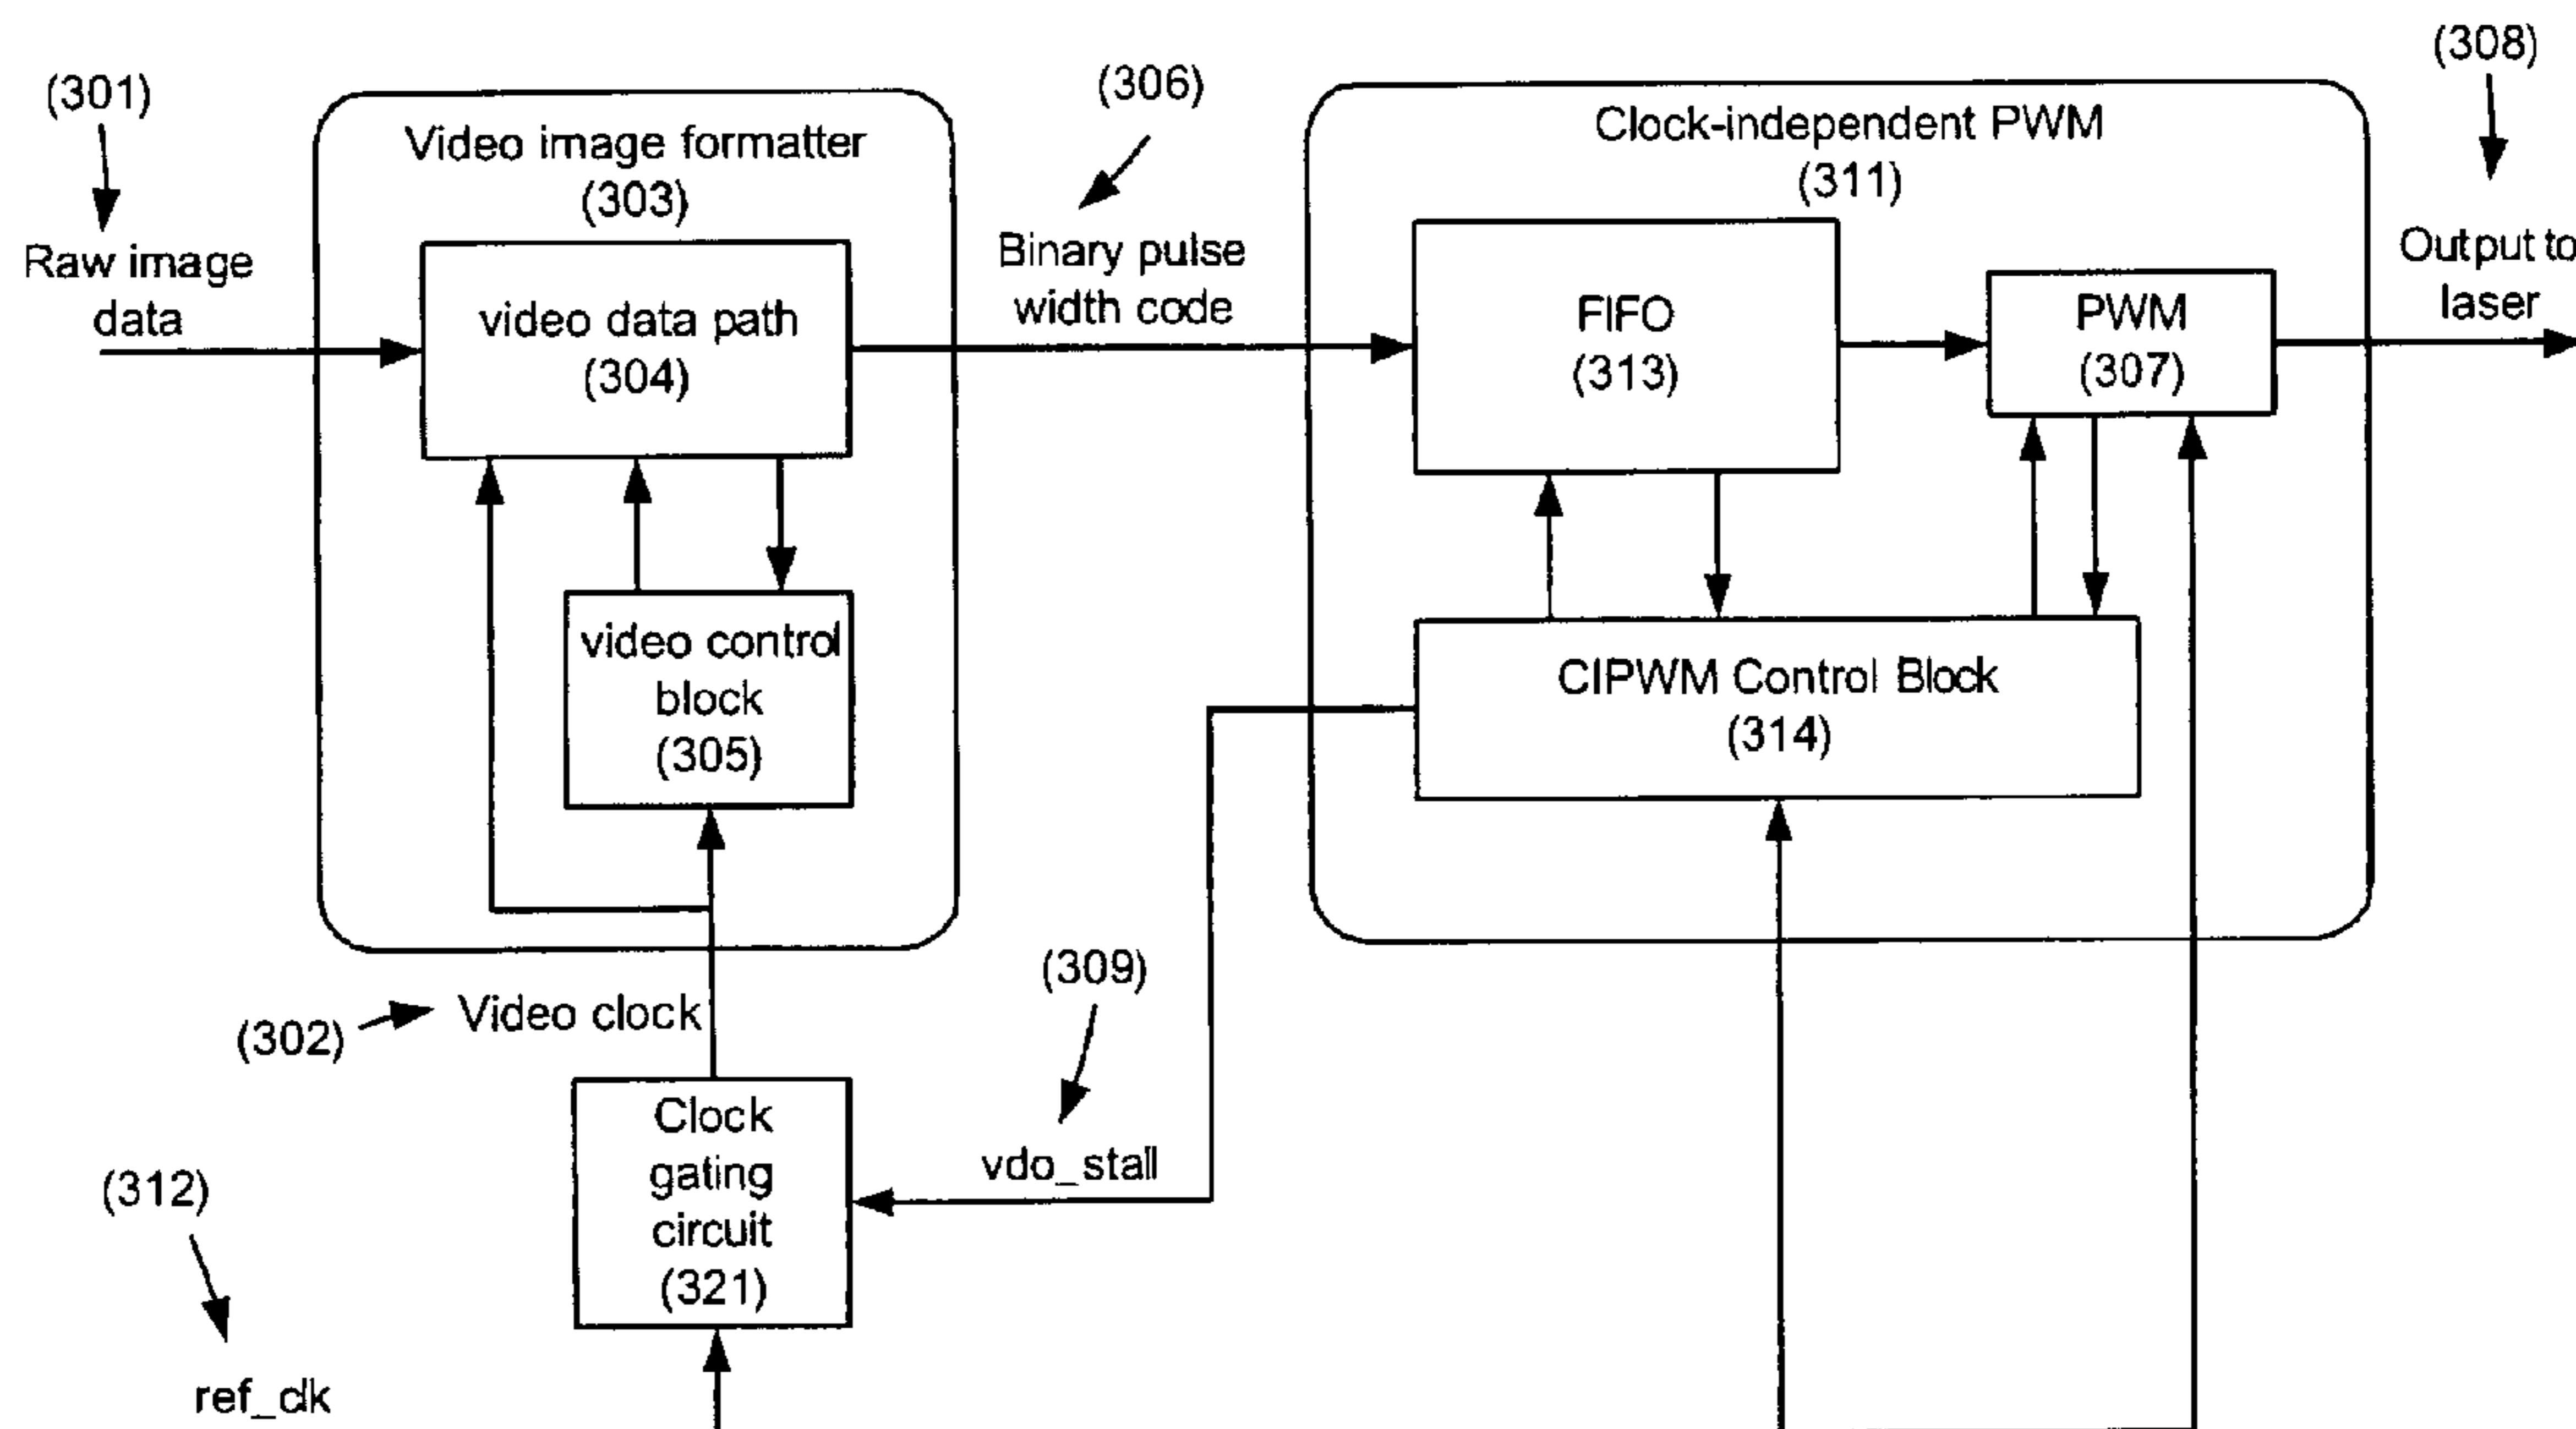 (301)
Raw image
data
Video image formatter
(303)
video data path
(304)
video control
block
(305)
(306)
Binary pulse
width code
Clock-independent PWM
(311)
FIFO
(313)
PWM
(307)
CIPWM Control Block
(314)
(308)
Output to
laser
(302)
Video clock
(309)
vdo_stall
Clock
gating
circuit
(321)
(312)
ref_clk